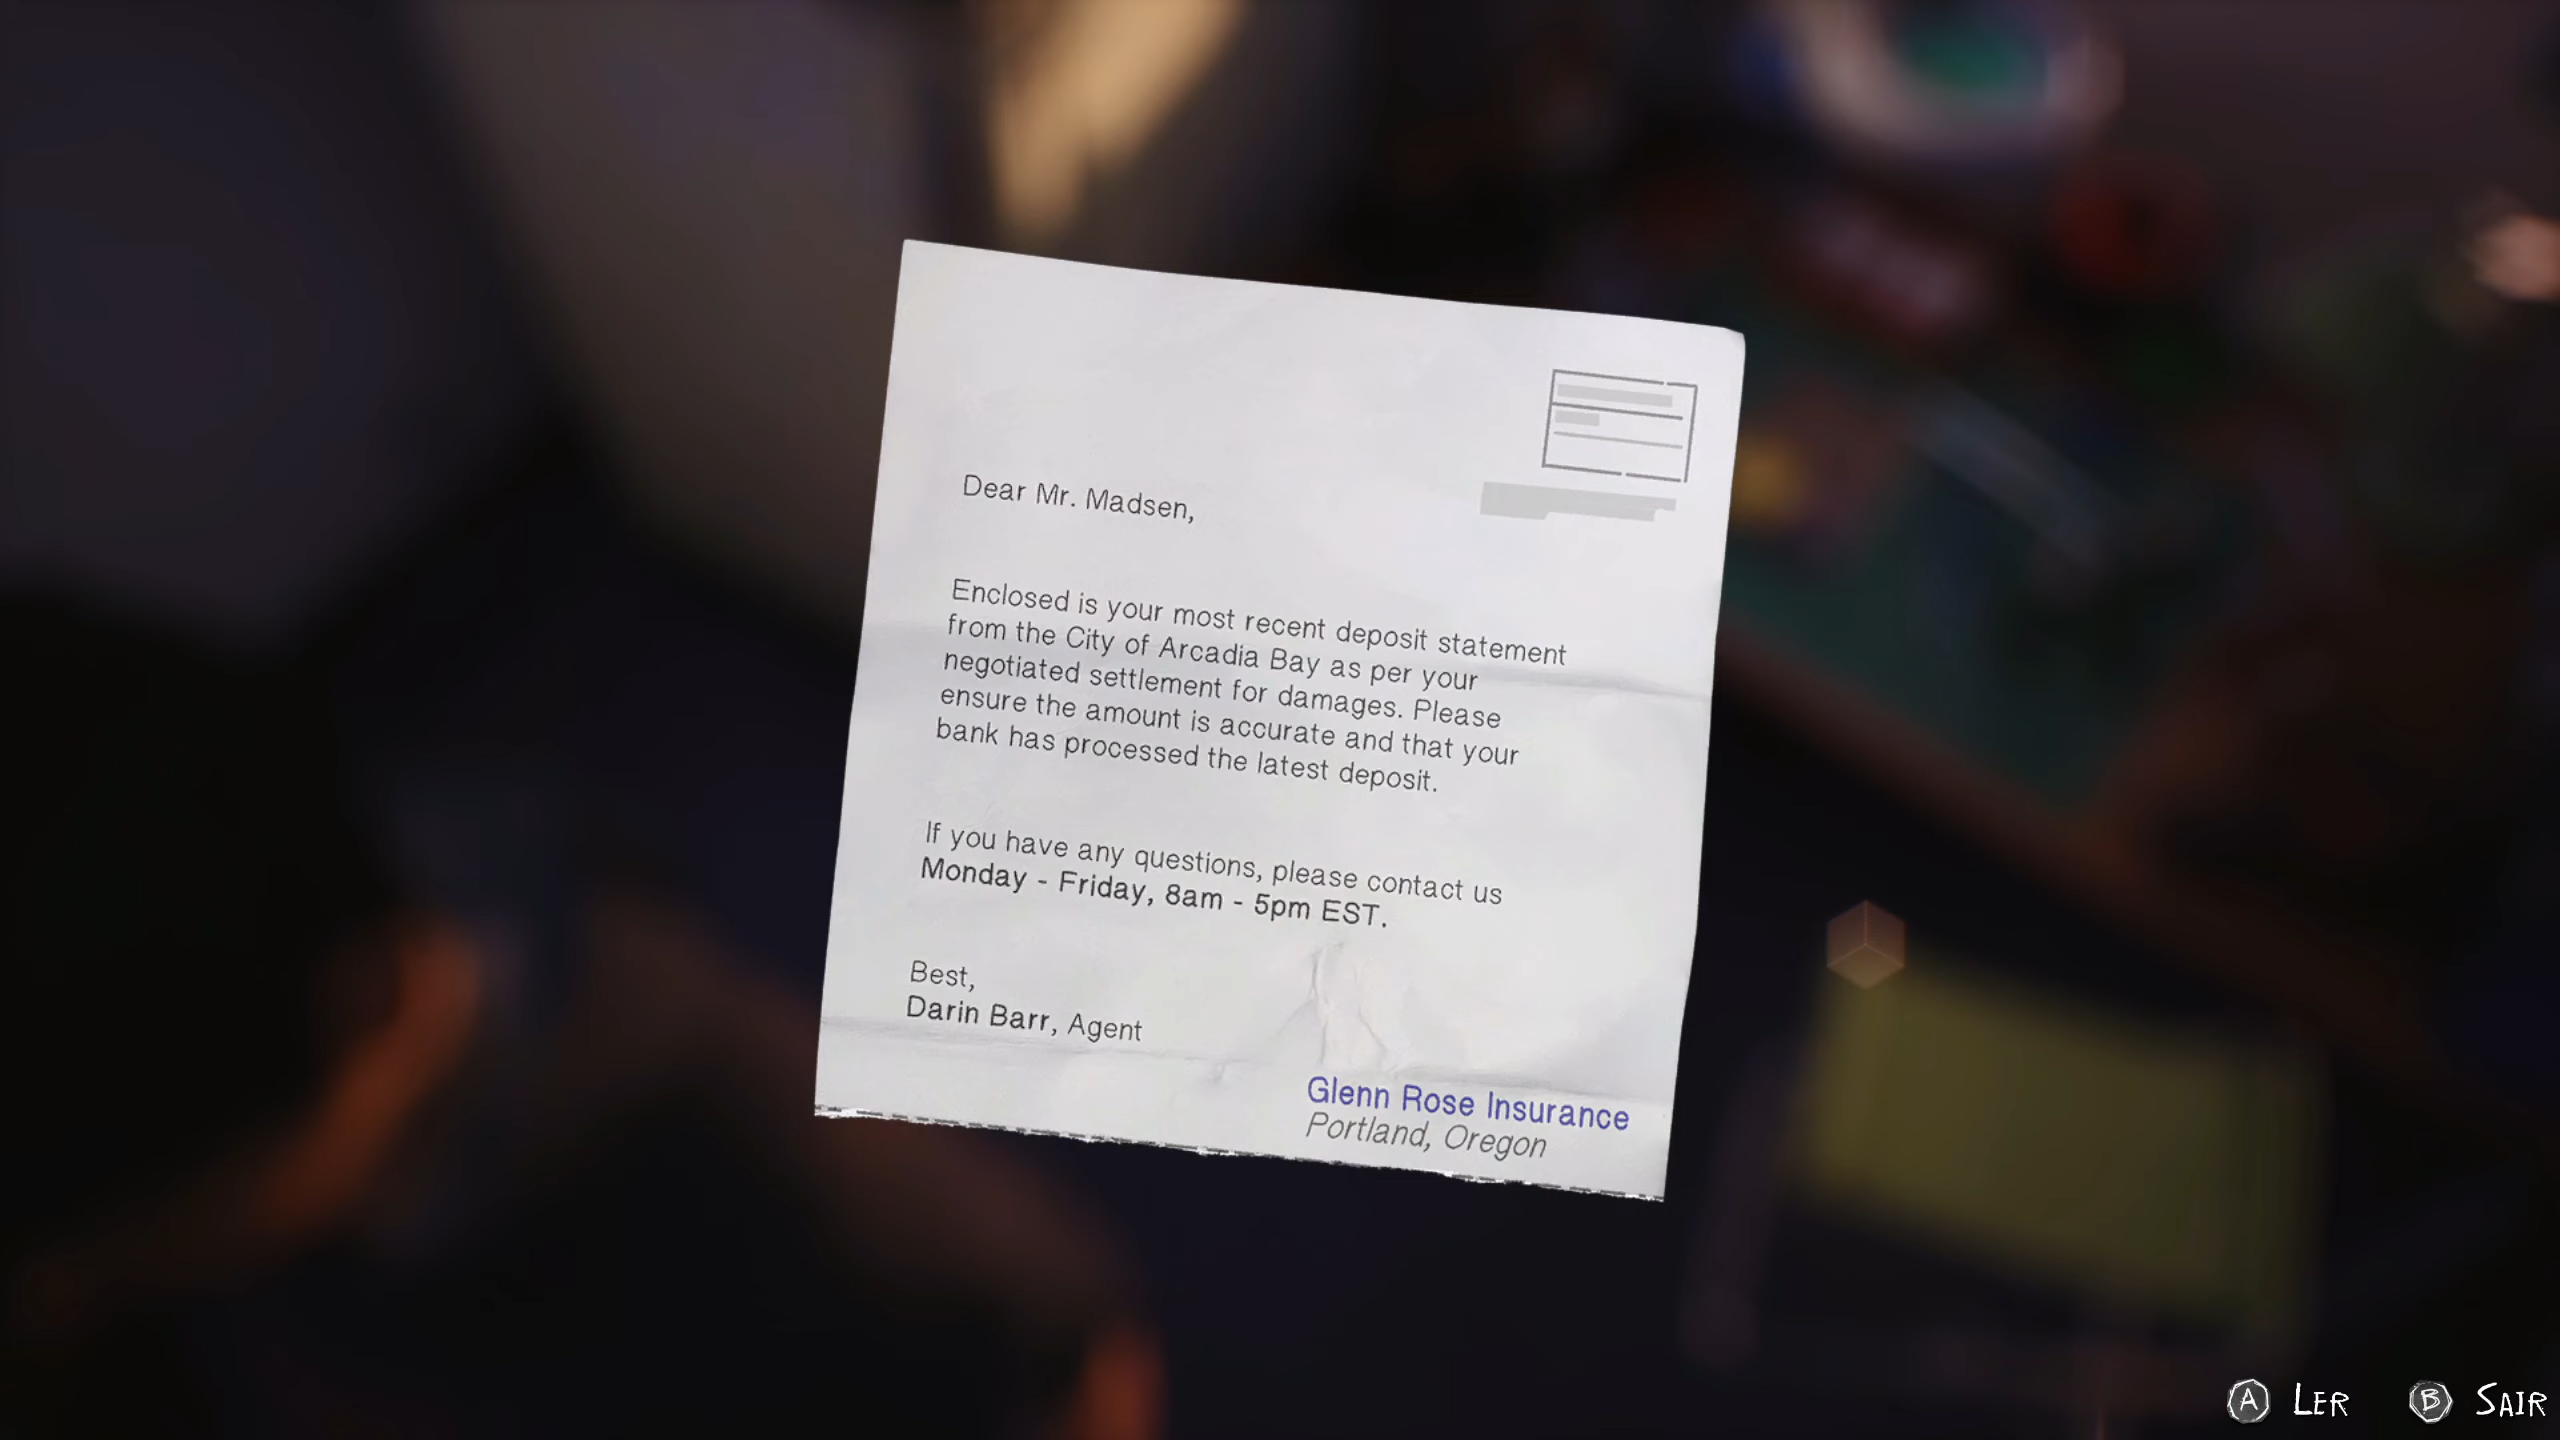 Dear Mr. Madsen,
Enclosed is your most recent deposit statement
from the City of Arcadia Bay as per your
negotiated settlement for damages. Please
ensure the amount is accurate and that your
bank has processed the latest deposit.
If you have any questions, please contact us
Monday - Friday, 8am - 5pm EST.
Best,
Darin Barr, Agent
Glenn Rose Insurance
Portland, Oregon
A LER B SAIR